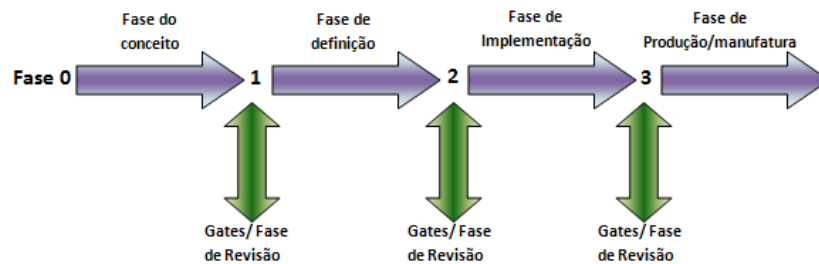 Fase do
conceito
Fase de
definição
Fase de
Implementação
Fase de
Produção/manufatura
Fase 0
1
2
3
Gates/ Fase
de Revisão
Gates/ Fase
de Revisão
Gates/ Fase
de Revisão